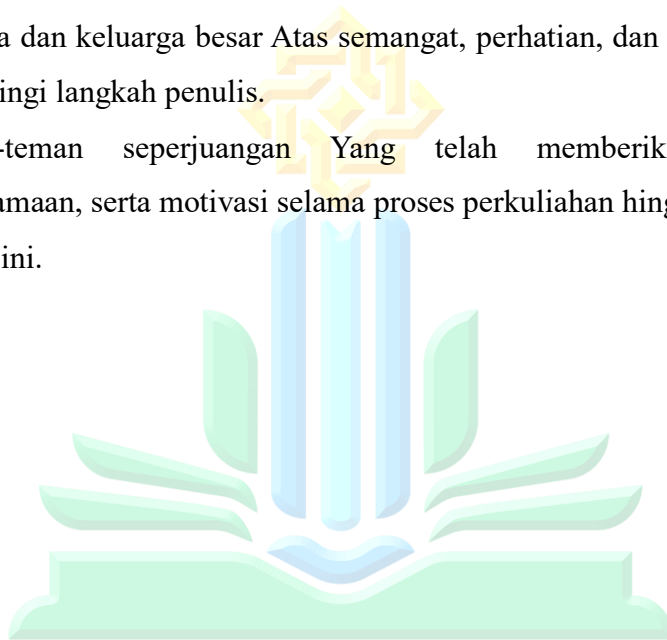 a dan keluarga besar Atas semangat, perhatian, dan
ingi langkah penulis.
-teman seperjuangan Yang telah memberik
amaan, serta motivasi selama proses perkuliahan hing
ini.